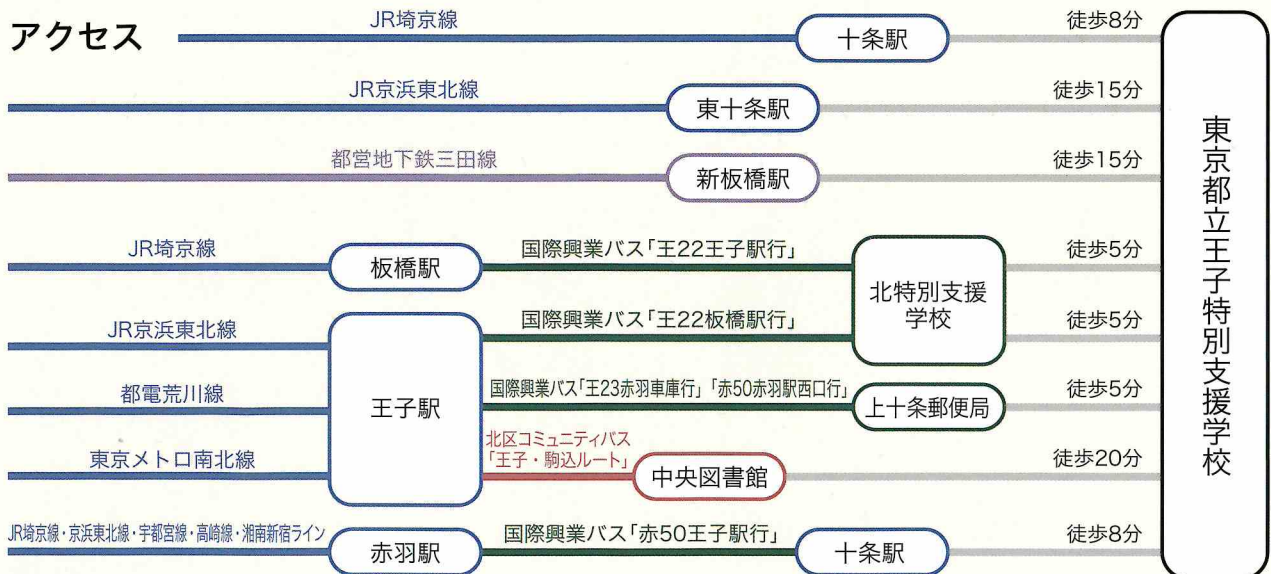 アクセス
JR埼京線
十条駅
徒歩8分
JR京浜東北線
東十条駅
徒歩15分
都営地下鉄三田線
新板橋駅
徒歩15分
JR埼京線
板橋駅
国際興業バス「王22王子駅行」
北特別支援
学校
徒歩5分
JR京浜東北線
王子駅
国際興業バス「王22板橋駅行」
徒歩5分
都電荒川線
国際興業バス「王23赤羽車庫行」「赤50赤羽駅西口行」
上十条郵便局
徒歩5分
東京メトロ南北線
北区コミュニティバス
「王子・駒込ルート」
中央図書館
徒歩20分
JR埼京線・京浜東北線・宇都宮線・高崎線・湘南新宿ライン
赤羽駅
国際興業バス「赤50王子駅行」
十条駅
徒歩8分
東京都立王子特別支援学校